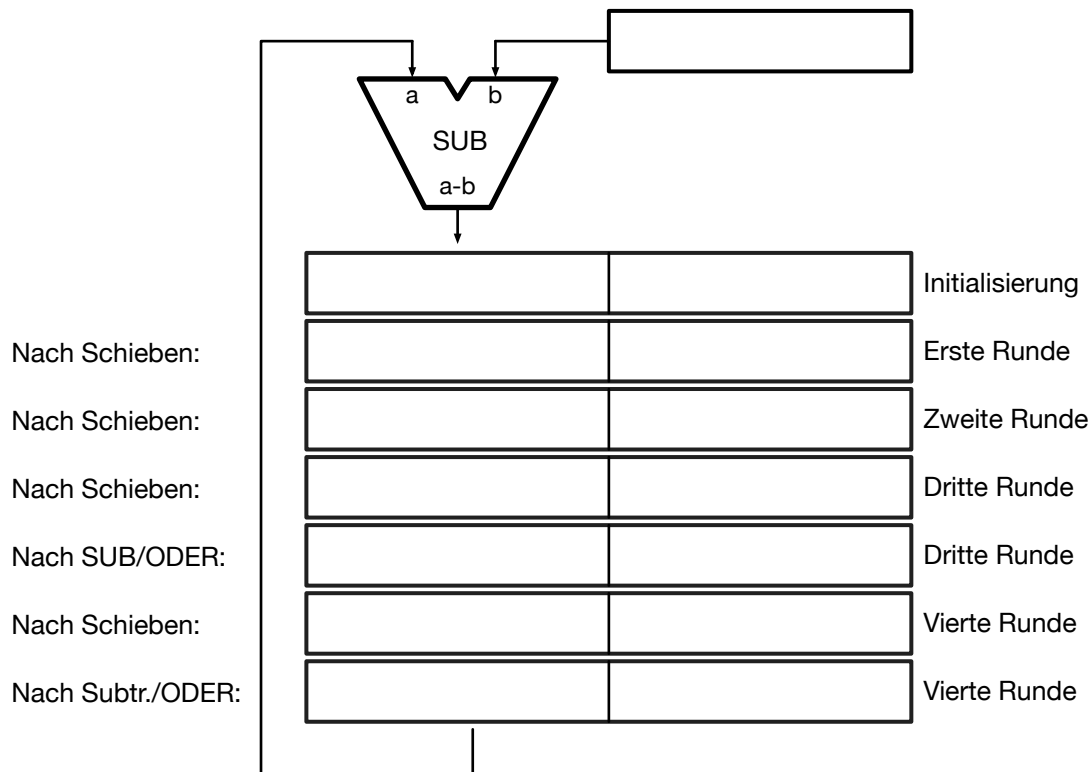 a b
SUB
a-b
Initialisierung
Nach Schieben: Erste Runde
Nach Schieben: Zweite Runde
Nach Schieben: Dritte Runde
Nach SUB/ODER: Dritte Runde
Nach Schieben: Vierte Runde
Nach Subtr./ODER: Vierte Runde